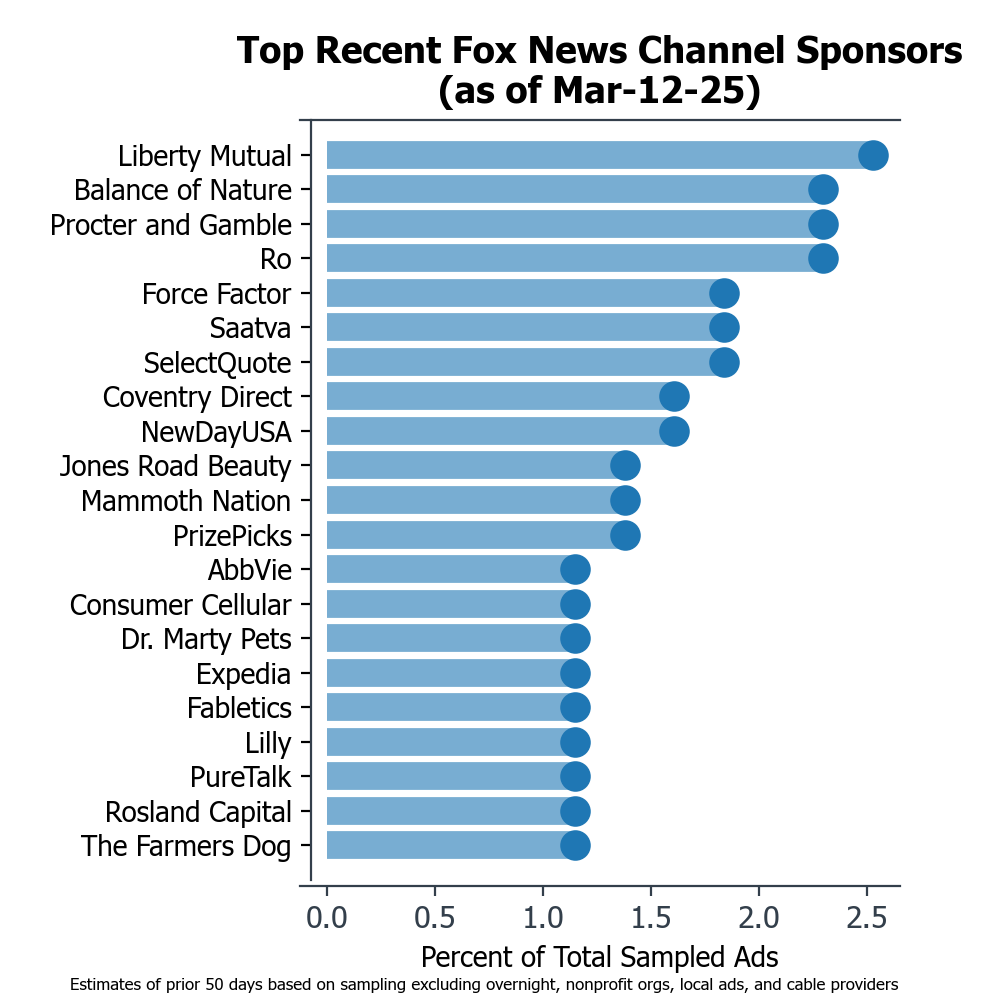 Top Recent Fox News Channel Sponsors
(as of Mar-12-25)
Liberty Mutual
Balance of Nature
Procter and Gamble
Ro
Force Factor
Saatva
SelectQuote
Coventry Direct
NewDayUSA
Jones Road Beauty
Mammoth Nation
PrizePicks
AbbVie
Consumer Cellular
Dr. Marty Pets
Expedia
Fabletics
Lilly
PureTalk
Rosland Capital
The Farmers Dog
0.0 0.5 1.0 1.5 2.0 2.5
Percent of Total Sampled Ads
Estimates of prior 50 days based on sampling excluding overnight, nonprofit orgs, local ads, and cable providers